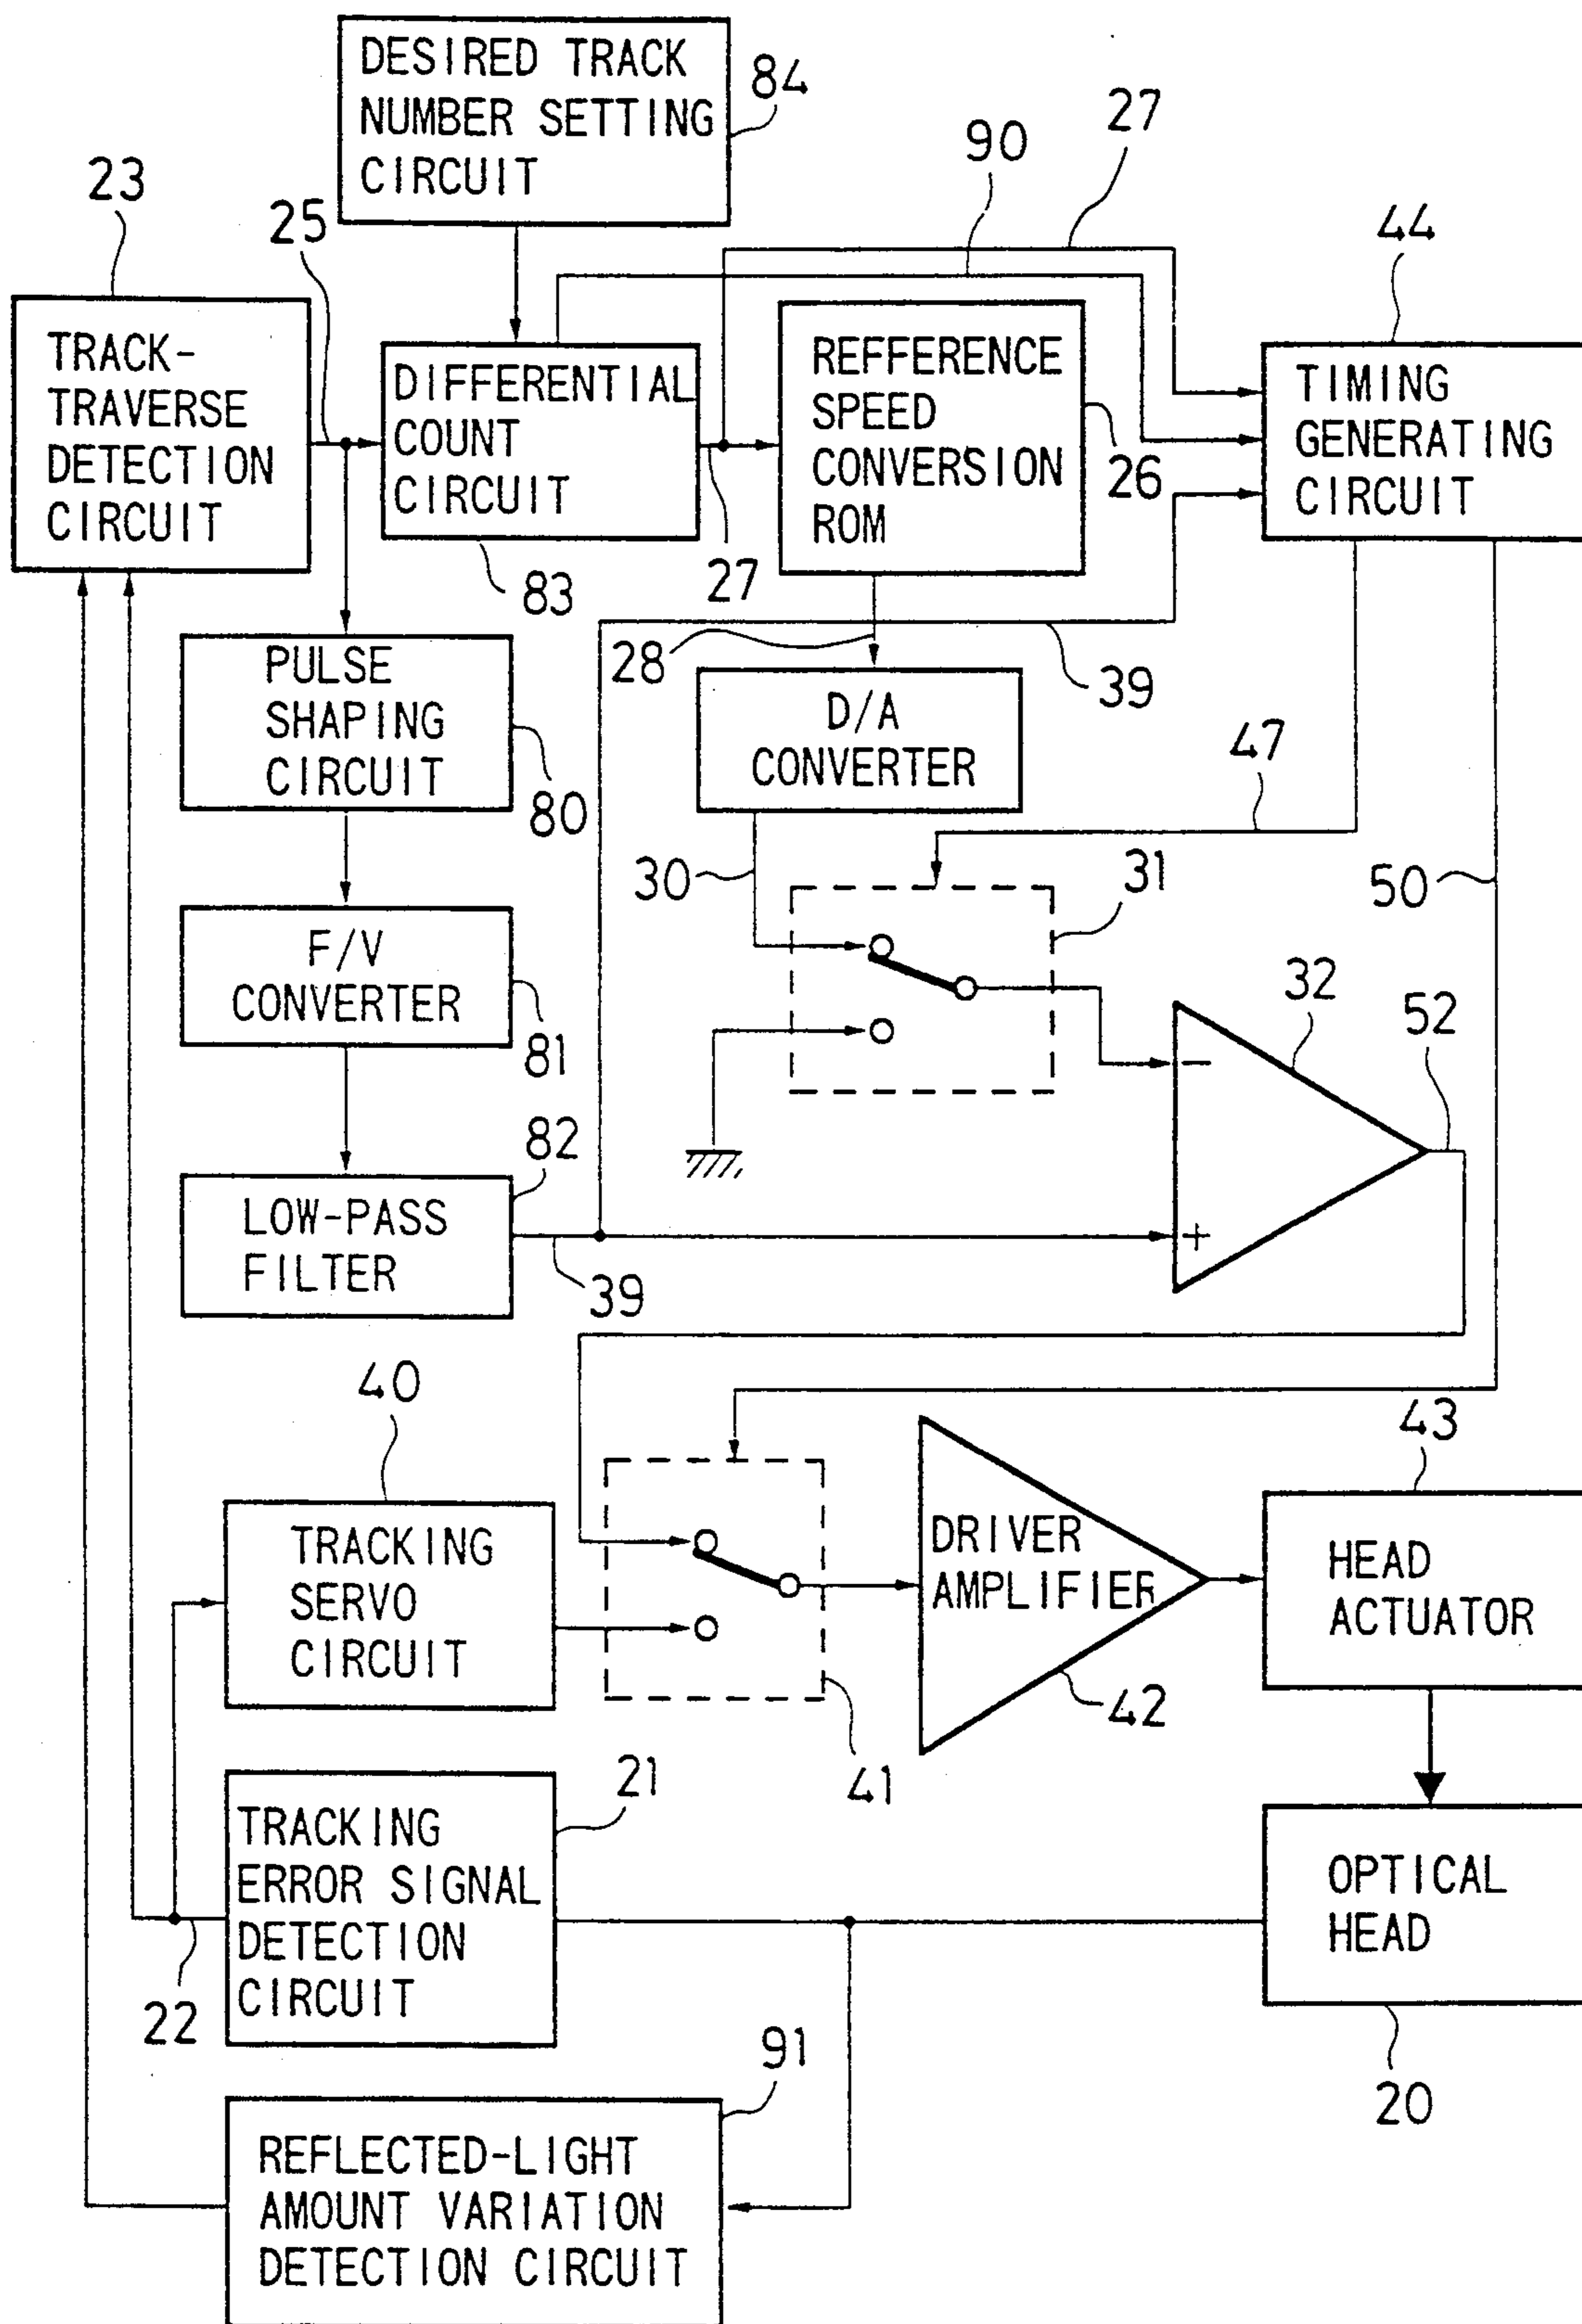 DESIRED TRACK
NUMBER SETTING
CIRCUIT
84
27
90
23
25
44
TRACK-
TRAVERSE
DETECTION
CIRCUIT
DIFFERENTIAL
COUNT
CIRCUIT
REFFERENCE
SPEED
CONVERSION
ROM
TIMING
GENERATING
CIRCUIT
26
83
27
28
39
PULSE
SHAPING
CIRCUIT
80
D/A
CONVERTER
47
30
31
50
F/V
CONVERTER
81
32
52
-
82
LOW-PASS
FILTER
+
39
40
43
TRACKING
SERVO
CIRCUIT
DRIVER
AMPLIFIER
HEAD
ACTUATOR
42
41
21
TRACKING
ERROR SIGNAL
DETECTION
CIRCUIT
OPTICAL
HEAD
22
91
20
REFLECTED-LIGHT
AMOUNT VARIATION
DETECTION CIRCUIT